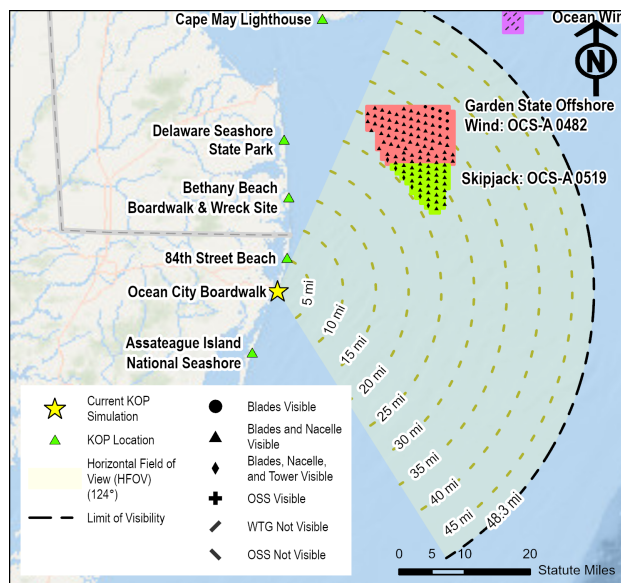 Cape May Lighthouse
Ocean Win
N
Garden State Offshore
Wind: OCS-A 0482
Delaware Seashore
State Park
Skipjack: OCS-A 0519
Bethany Beach
Boardwalk & Wreck Site
84th Street Beach
Ocean City Boardwalk
5 mi
10 mi
15 mi
20 mi
25 mi
30 mi
35 mi
40 mi
45 mi
48.3 mi
Assateague Island
National Seashore
Current KOP
Simulation
KOP Location
Horizontal Field of
View (HFOV)
(124°)
Limit of Visibility
Blades Visible
Blades and Nacelle
Visible
Blades, Nacelle,
and Tower Visible
OSS Visible
WTG Not Visible
OSS Not Visible
0 5 10 20
Statute Miles